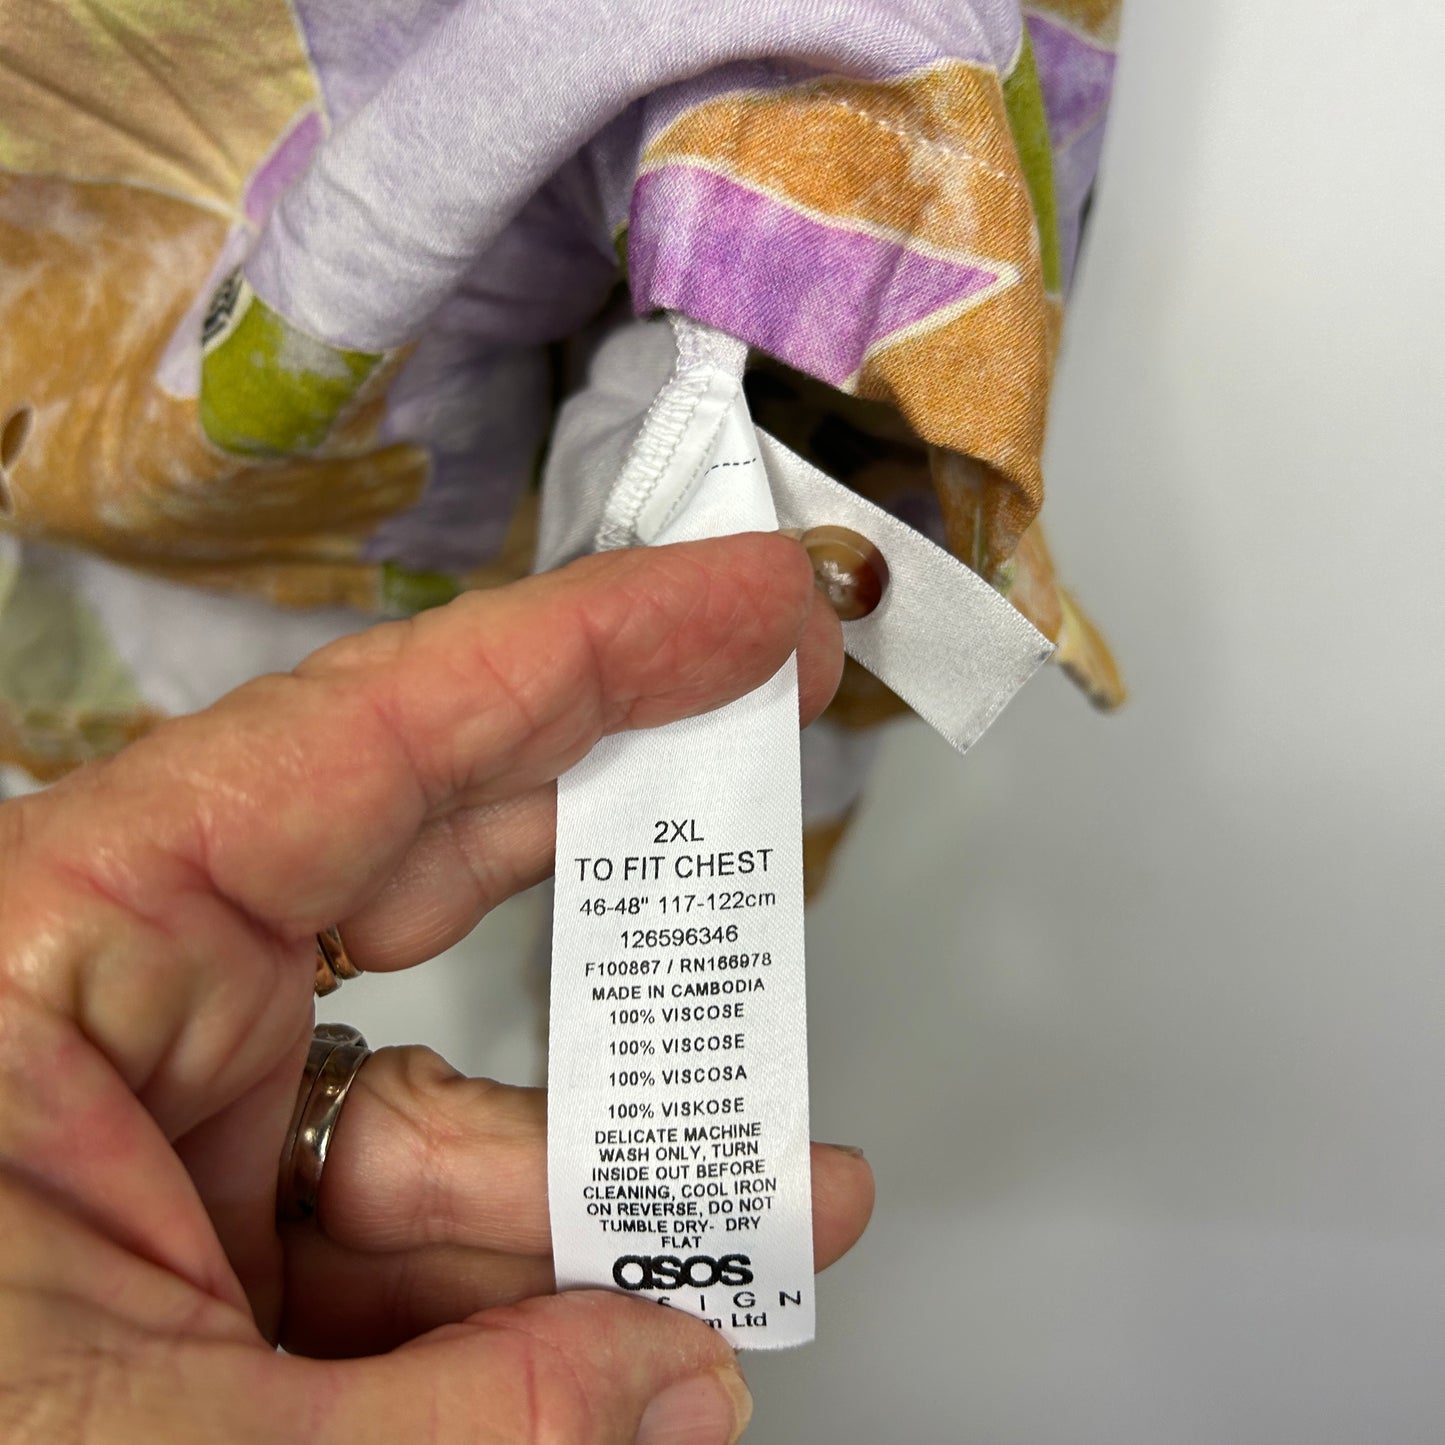 2XL
TO FIT CHEST
46-48" 117-122cm
126596346
F100867 / RN166978
MADE IN CAMBODIA
100% VISCOSE
100% VISCOSE
100% VISCOSA
100% VISKOSE
DELICATE MACHINE
WASH ONLY, TURN
INSIDE OUT BEFORE
CLEANING, COOL IRON
ON REVERSE, DO NOT
TUMBLE DRY- DRY
FLAT
asos
SIGN
m Ltd